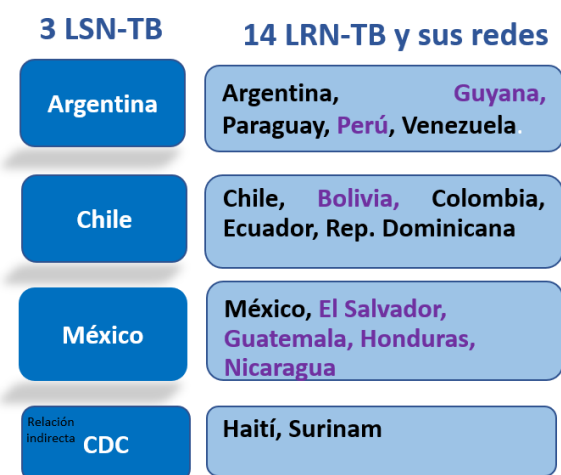 3 LSN-TB
14 LRN-TB y sus redes
Argentina
Argentina, Guyana,
Paraguay, Perú, Venezuela.
Chile
Chile, Bolivia, Colombia,
Ecuador, Rep. Dominicana
México
México, El Salvador,
Guatemala, Honduras,
Nicaragua
Relación
indirecta
CDC
Haití, Surinam